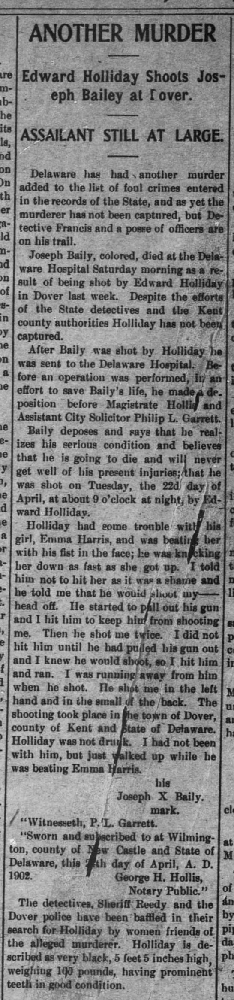 ANOTHER MURDER
Edward Holliday Shoots Jos-
eph Bailey at Dover.
ASSAILANT STILL AT LARGE.
Delaware has had another murder
added to the list of foul crimes entered
in the records of the State, and as yet the
murderer has not been captured, but De-
tective Francis and a posse of officers are
on his trail.
Joseph Baily, colored, died at the Dela-
ware Hospital Saturday morning as a re-
sult of being shot by Edward Holliday
in Dover last week. Despite the efforts
of the State detectives and the Kent
county authorities Holliday has not been
captured.
After Baily was shot by Holliday he
was sent to the Delaware Hospital. Be-
fore an operation was performed, in an
effort to save Baily's life, he made a de-
position before Magistrate Hollis and
Assistant City Solicitor Philip L. Garrett.
Baily deposes and says that he real-
izes his serious condition and believes
that he is going to die and will never
get well of his present injuries; that he
was shot on Tuesday, the 22d day of
April, at about 9 o'clock at night, by Ed-
ward Holliday.
Holliday had some trouble with his
girl, Emma Harris, and was beating her
with his fist in the face; he was knocking
her down as fast as she got up. I told
him not to hit her as it was a shame and
he told me that he would shoot my——
head off. He started to pull out his gun
and I hit him to keep him from shooting
me. Then he shot me twice. I did not
hit him until he had pulled his gun out
and I knew he would shoot, so I hit him
and ran. I was running away from him
when he shot. He shot me in the left
hand and in the small of the back. The
shooting took place in the town of Dover,
county of Kent and State of Delaware.
Holliday was not drunk. I had not been
with him, but just walked up while he
was beating Emma Harris.
his
Joseph X Baily.
mark.
"Witnesseth, P. L. Garrett.
"Sworn and subscribed to at Wilming-
ton, county of New Castle and State of
Delaware, this day of April, A. D.
1902. George H. Hollis,
Notary Public."
The detectives, Sheriff Reedy and the
Dover police have been baffled in their
search for Holliday by women friends of
the alleged murderer. Holliday is de-
scribed as very black, 5 feet 5 inches high,
weighing pounds, having prominent
teeth in good condition.